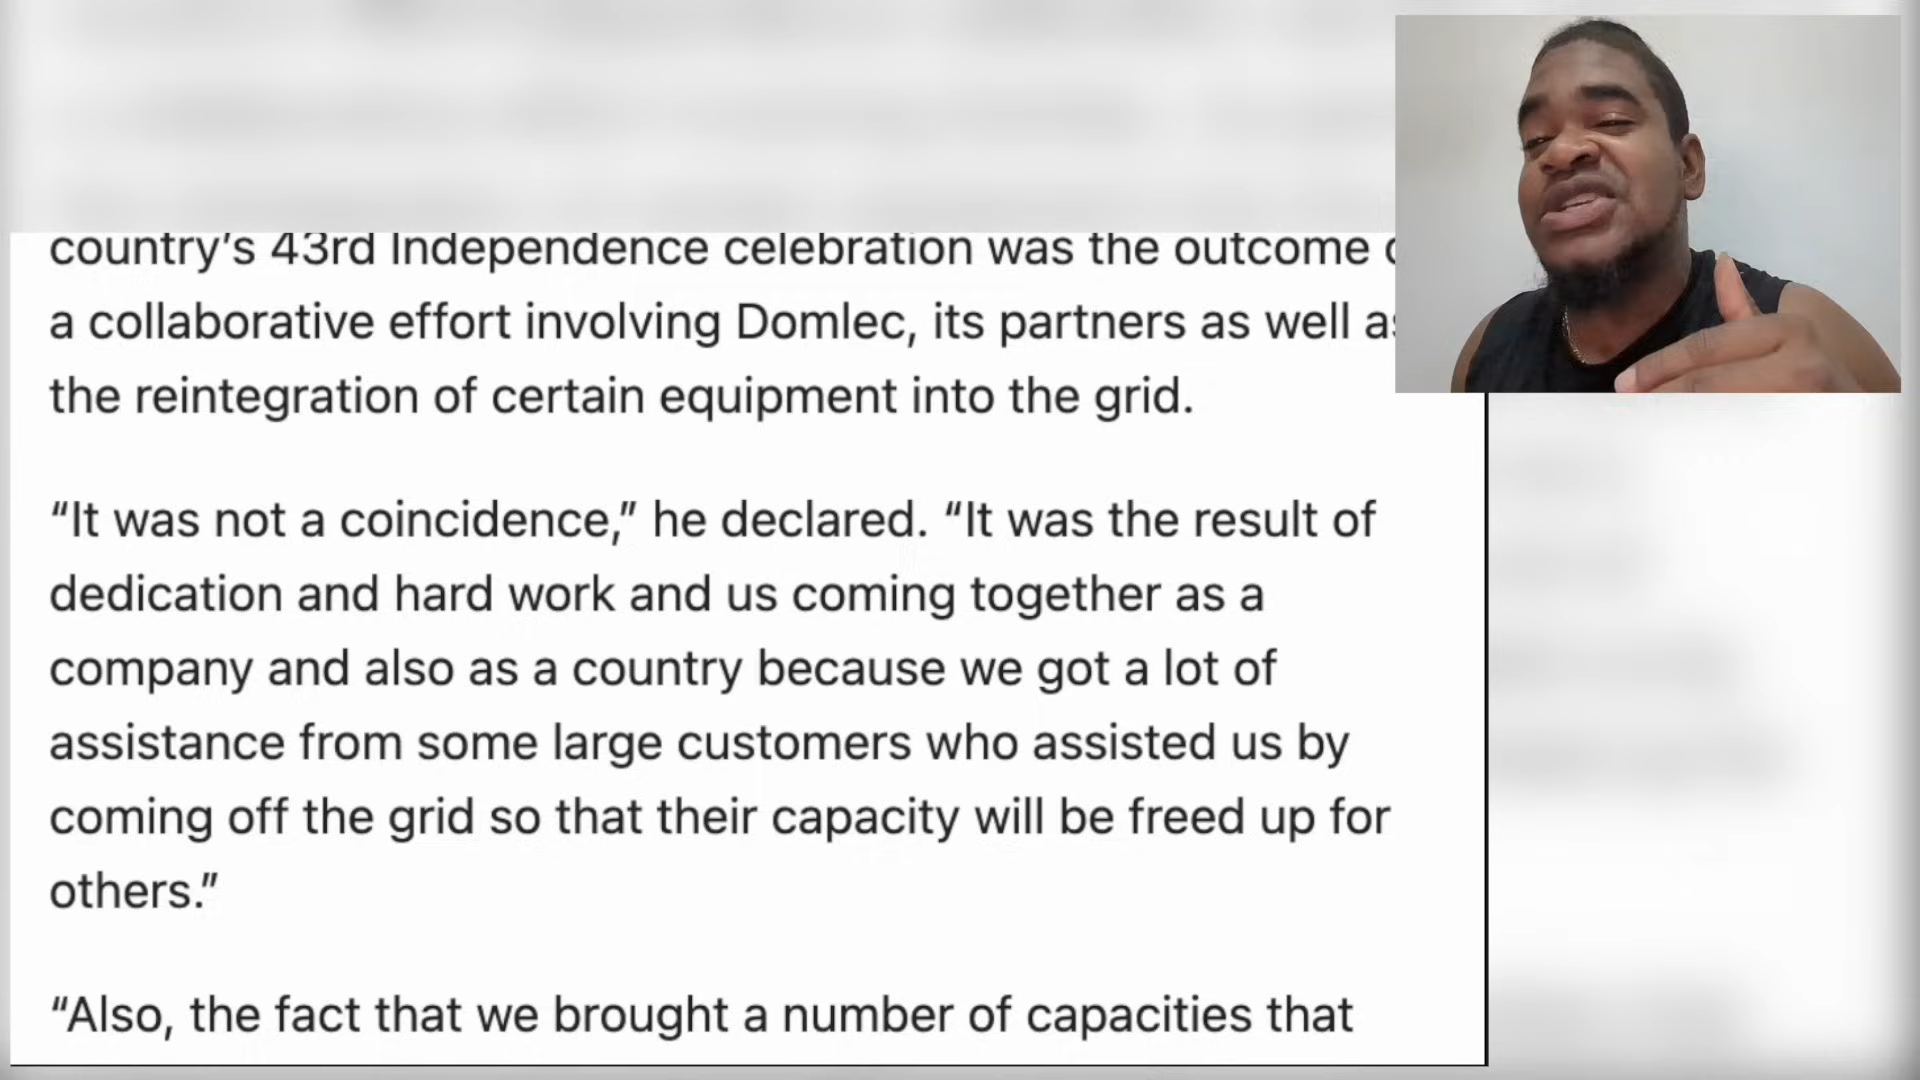 country's 43rd Independence celebration was the outcome
a collaborative effort involving Domlec, its partners as well as
the reintegration of certain equipment into the grid.
“It was not a coincidence,” he declared. “It was the result of
dedication and hard work and us coming together as a
company and also as a country because we got a lot of
assistance from some large customers who assisted us by
coming off the grid so that their capacity will be freed up for
others.”
“Also, the fact that we brought a number of capacities that